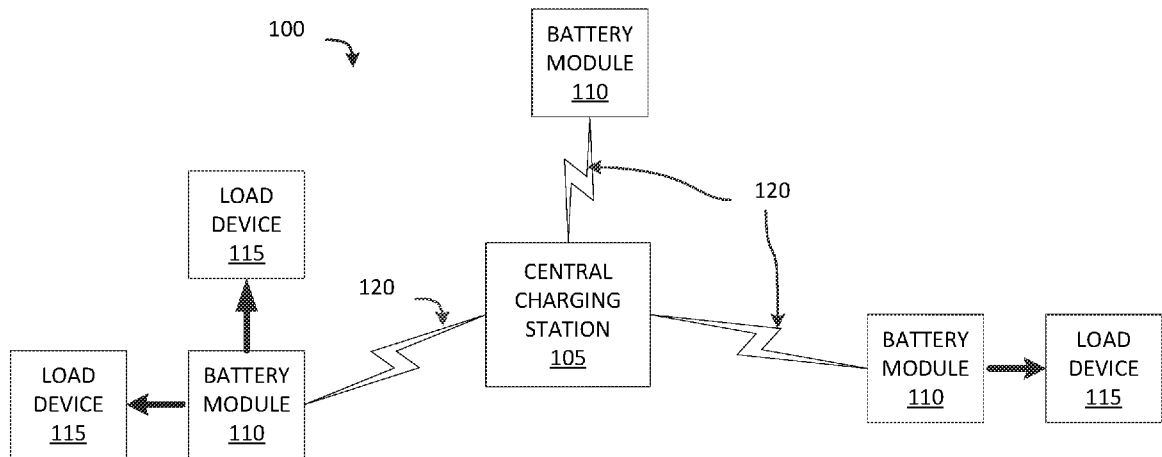 100
BATTERY
MODULE
110
LOAD
DEVICE
115
120
120
CENTRAL
CHARGING
STATION
105
LOAD
DEVICE
115
BATTERY
MODULE
110
BATTERY
MODULE
110
LOAD
DEVICE
115